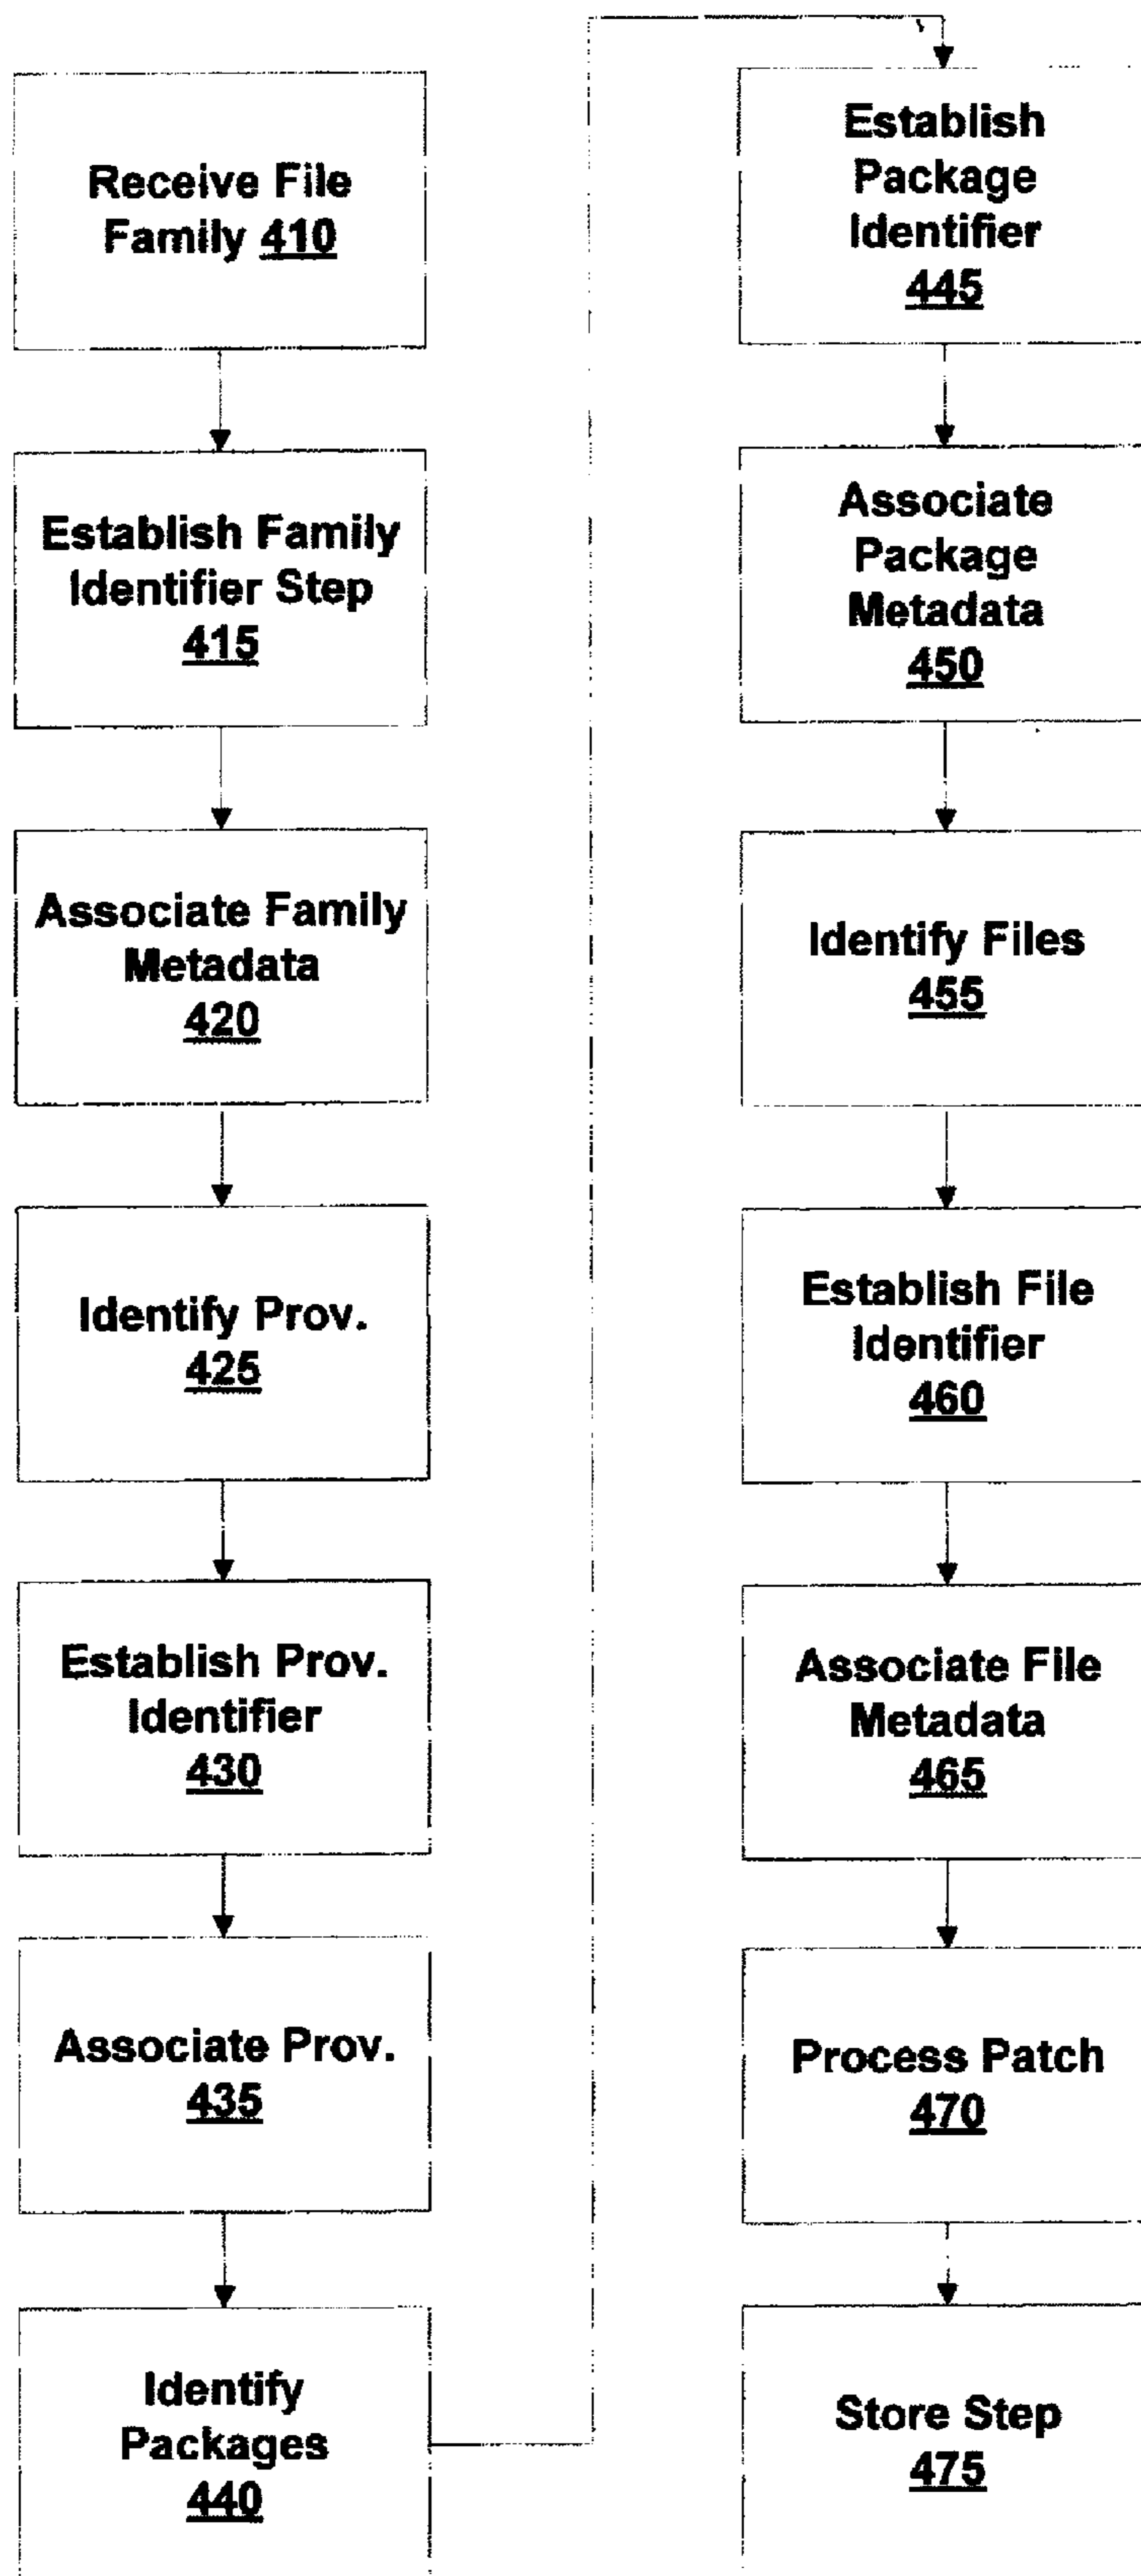 Receive File
Family 410
Establish Family
Identifier Step
415
Associate Family
Metadata
420
Identify Prov.
425
Establish Prov.
Identifier
430
Associate Prov.
435
Identify
Packages
440
Establish
Package
Identifier
445
Associate
Package
Metadata
450
Identify Files
455
Establish File
Identifier
460
Associate File
Metadata
465
Process Patch
470
Store Step
475